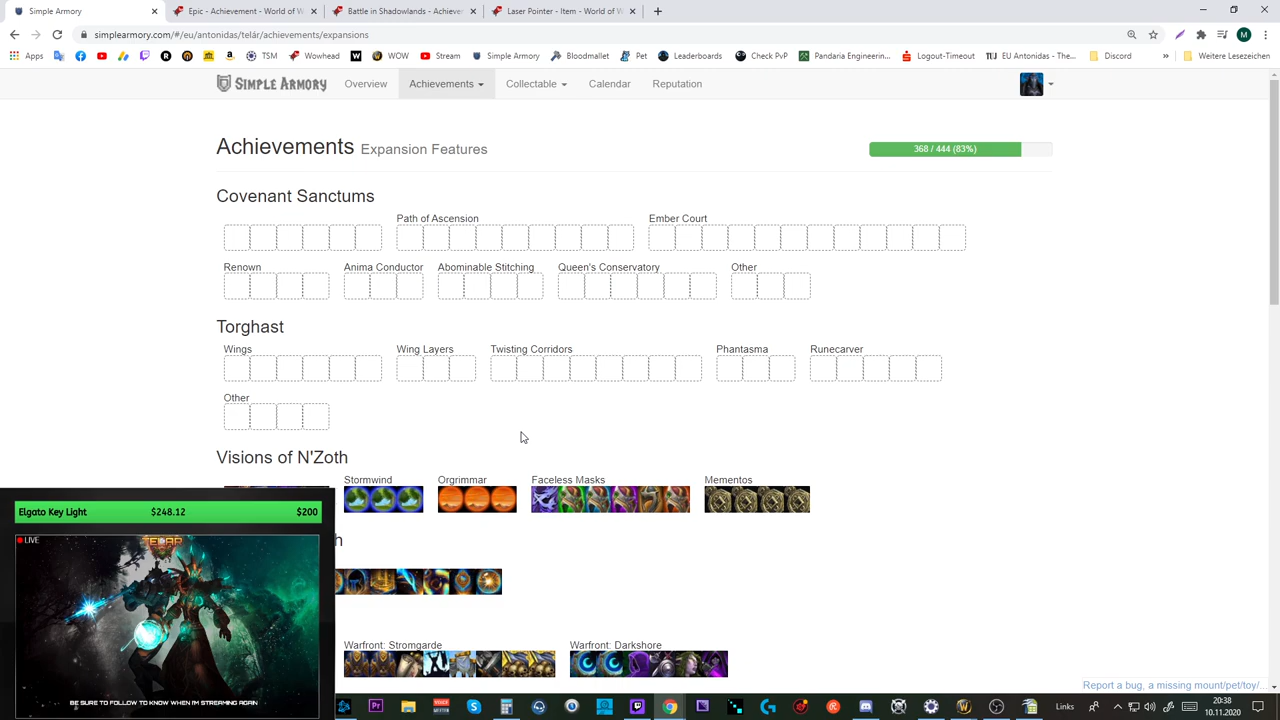 Simple Armory
Epic - Achievement - World of W
Battle in Shadowlands - Achieve
Laser Pointer - Item - World of W
simplearmory.com/#/eu/antonidas/telár/achievements/expansions
M
Apps
TSM
Wowhead
WOW
Stream
Simple Armory
Bloodmallet
Pet
Leaderboards
Check PvP
Pandaria Engineerin...
Logout-Timeout
EU Antonidas - The...
Discord
»
Weitere Lesezeichen
SIMPLE ARMORY
Overview
Achievements
Collectable
Calendar
Reputation
Achievements Expansion Features
368 / 444 (83%)
Covenant Sanctums
Path of Ascension
Ember Court
Renown
Anima Conductor
Abominable Stitching
Queen's Conservatory
Other
Torghast
Wings
Wing Layers
Twisting Corridors
Phantasma
Runecarver
Other
Visions of N'Zoth
Stormwind
Orgrimmar
Faceless Masks
Mementos
Elgato Key Light
$248.12
$200
LIVE
TELAR
h
Warfront: Stromgarde
Warfront: Darkshore
BE SURE TO FOLLOW TO KNOW WHEN I'M STREAMING AGAIN
Report a bug, a missing mount/pet/toy/...
Links
20:38
10.11.2020